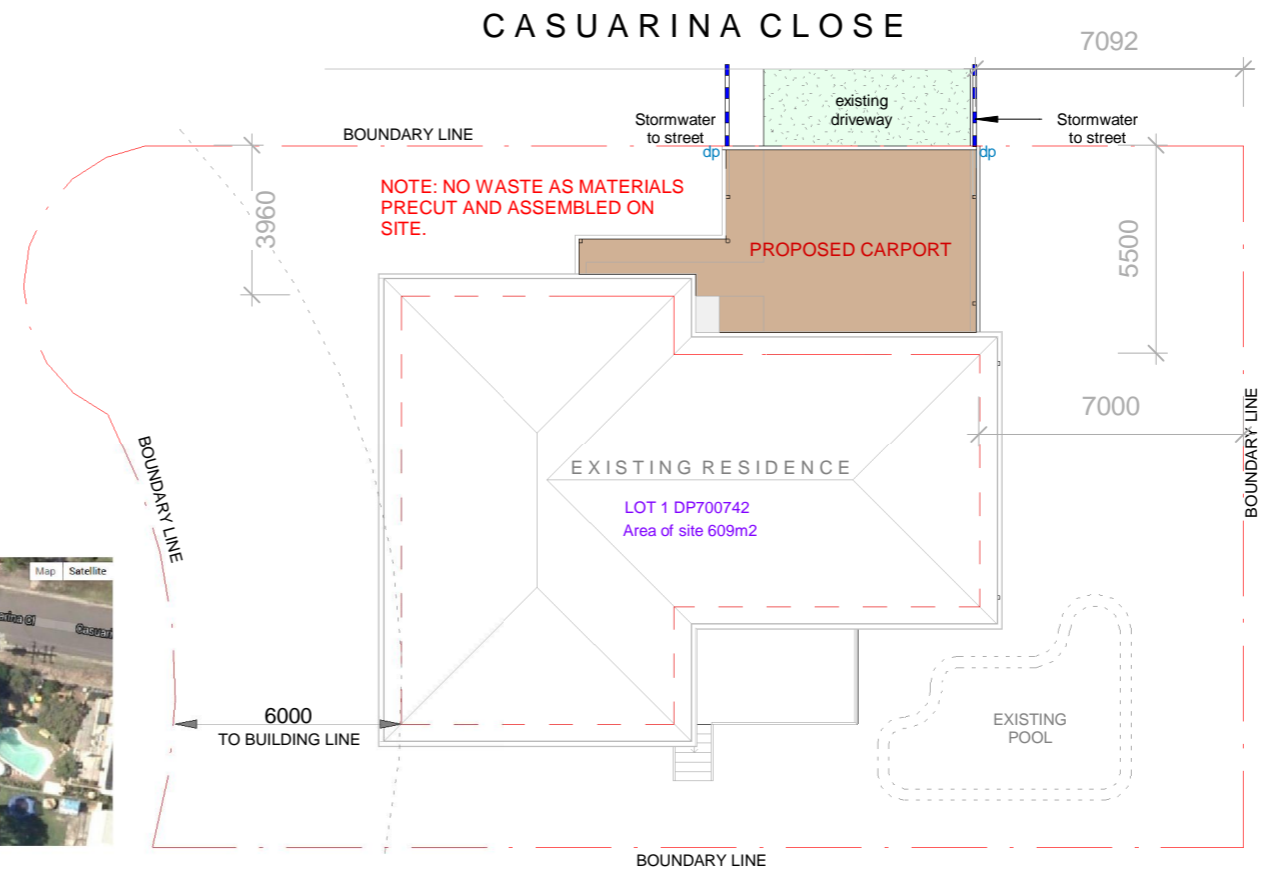 CASUARINA CLOSE
7092
existing
driveway
Stormwater
to street
Stormwater
to street
BOUNDARY LINE
dp
dp
NOTE: NO WASTE AS MATERIALS
PRECUT AND ASSEMBLED ON
SITE.
3960
PROPOSED CARPORT
5500
7000
BOUNDARY LINE
BOUNDARY LINE
EXISTING RESIDENCE
LOT 1 DP700742
Area of site 609m2
Map
Satellite
6000
TO BUILDING LINE
EXISTING
POOL
BOUNDARY LINE